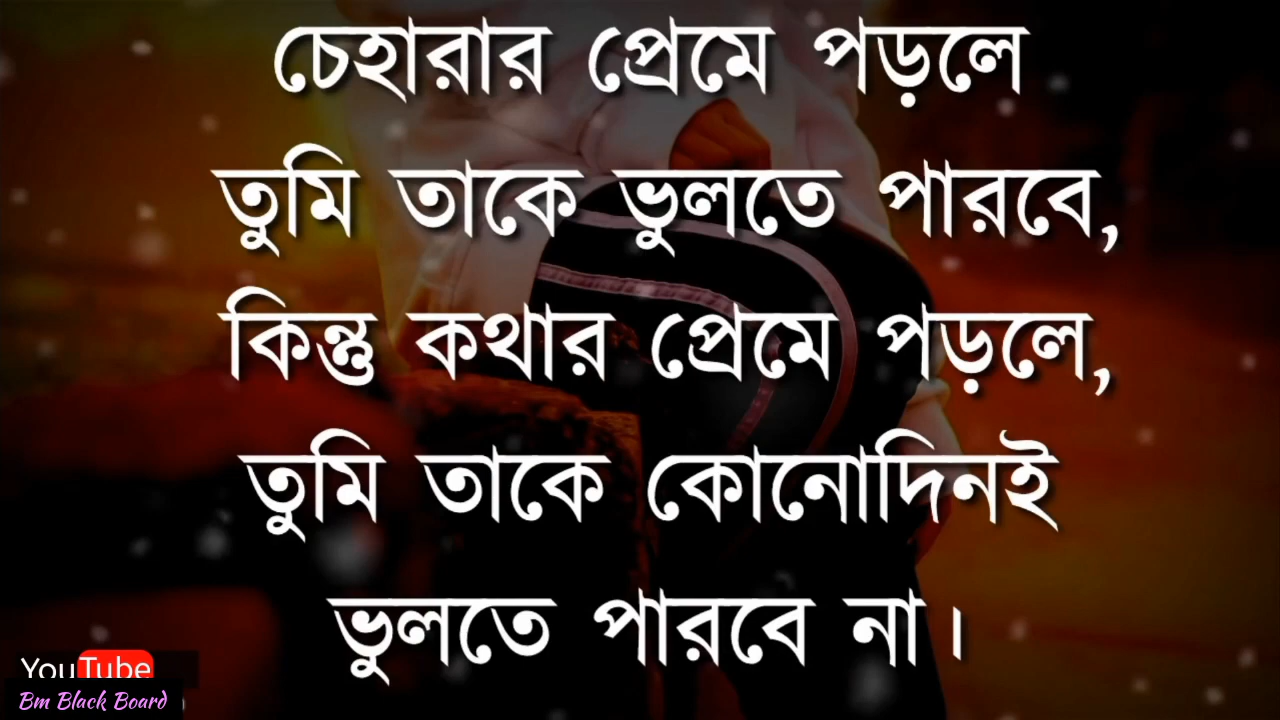 চেহারার প্রেমে পড়লে
তুমি তাকে ভুলতে পারবে,
কিন্তু কথার প্রেমে পড়লে,
তুমি তাকে কোনোদিনই
ভুলতে পারবে না।
YouTube
Bm Black Board